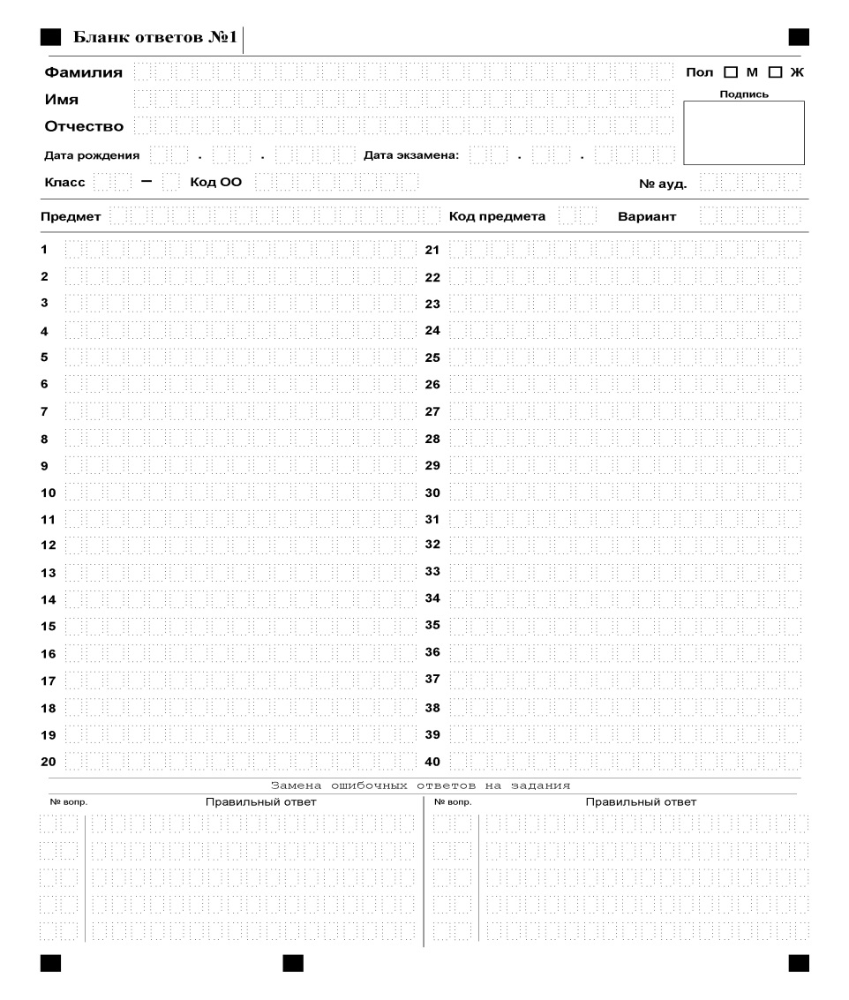 Бланк ответов №1
Фамилия Пол М Ж
Имя Подпись
Отчество
Дата рождения . . Дата экзамена: . .
Класс – Код ОО № ауд.
Предмет Код предмета Вариант
1 21
2 22
3 23
4 24
5 25
6 26
7 27
8 28
9 29
10 30
11 31
12 32
13 33
14 34
15 35
16 36
17 37
18 38
19 39
20 40
Замена ошибочных ответов на задания
№ вопр. Правильный ответ № вопр. Правильный ответ